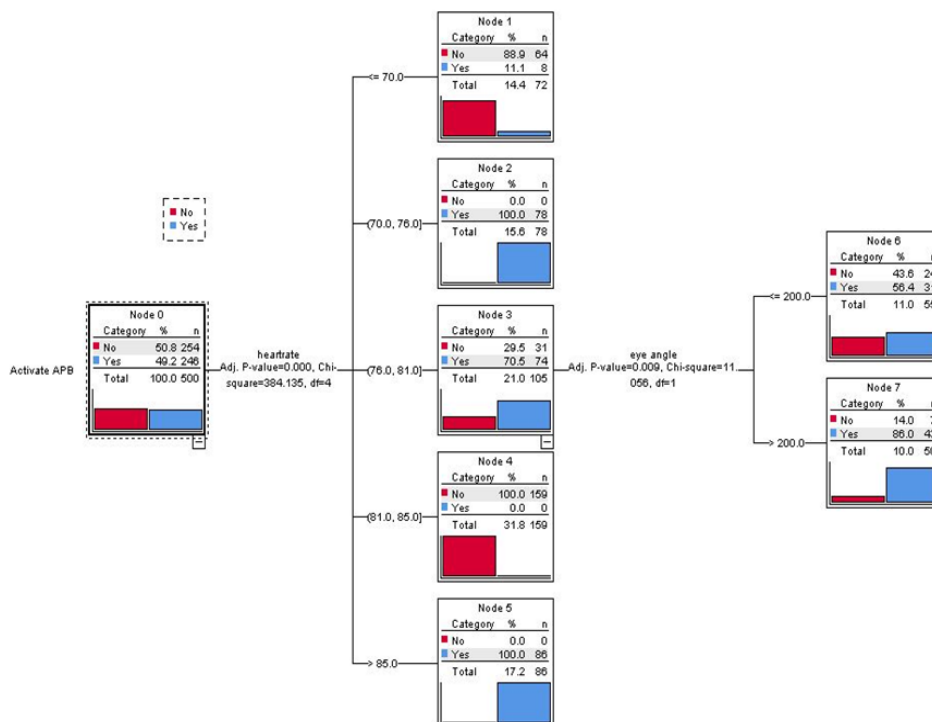 Node 1
Category % n
No 88.9 64
Yes 11.1 8
Total 14.4 72
<= 70.0
Node 2
Category % n
No 0.0 0
Yes 100.0 78
Total 15.6 78
(70.0, 76.0]
No
Yes
Node 0
Category % n
No 50.8 254
Yes 49.2 246
Total 100.0 500
Activate APB
heartrate
Adj. P-value=0.000, Chi-
square=384.135, df=4
Node 3
Category % n
No 29.5 31
Yes 70.5 74
Total 21.0 105
(76.0, 81.0]
eye angle
Adj. P-value=0.009, Chi-square=11.
056, df=1
Node 4
Category % n
No 100.0 159
Yes 0.0 0
Total 31.8 159
(81.0, 85.0]
Node 5
Category % n
No 0.0 0
Yes 100.0 86
Total 17.2 86
> 85.0
Node 6
Category %
No 43.6
Yes 56.4
Total 11.0
<= 200.0
Node 7
Category %
No 14.0
Yes 86.0
Total 10.0
> 200.0